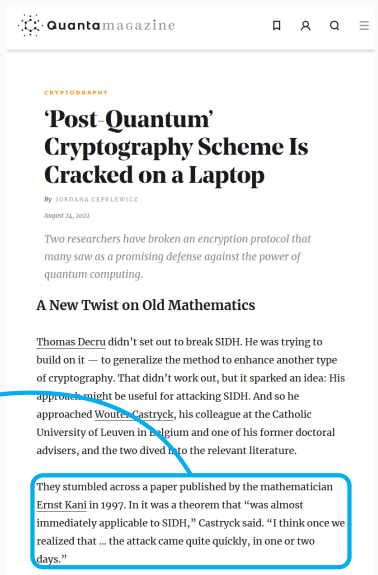 Quantamagazine
CRYPTOGRAPHY
‘Post-Quantum’
Cryptography Scheme Is
Cracked on a Laptop
By JORDANA CEPELEWICZ
August 24, 2022
Two researchers have broken an encryption protocol that
many saw as a promising defense against the power of
quantum computing.
A New Twist on Old Mathematics
Thomas Decru didn’t set out to break SIDH. He was trying to
build on it — to generalize the method to enhance another type
of cryptography. That didn’t work out, but it sparked an idea: His
approach might be useful for attacking SIDH. And so he
approached Wouter Castryck, his colleague at the Catholic
University of Leuven in Belgium and one of his former doctoral
advisers, and the two dived into the relevant literature.
They stumbled across a paper published by the mathematician
Ernst Kani in 1997. In it was a theorem that “was almost
immediately applicable to SIDH,” Castryck said. “I think once we
realized that … the attack came quite quickly, in one or two
days.”